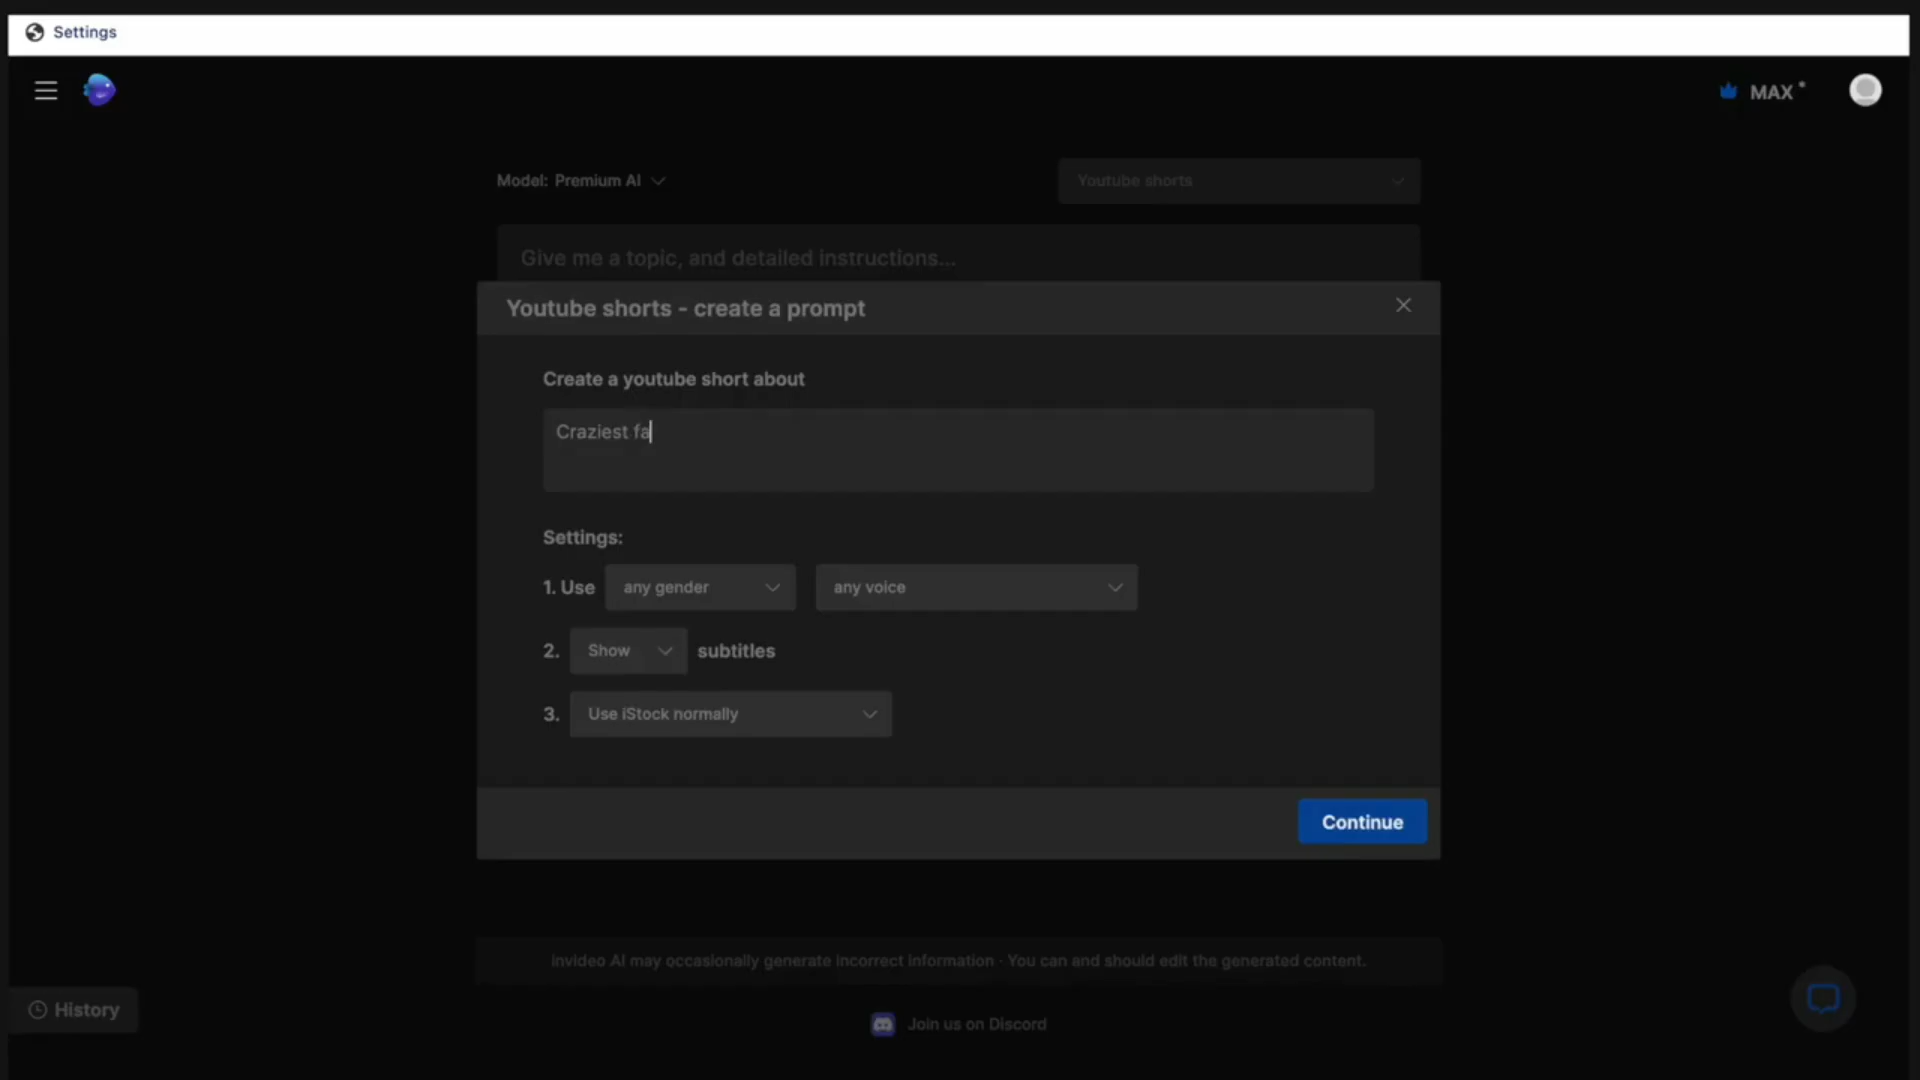 Settings
MAX
Model: Premium AI
Youtube shorts
Give me a topic, and detailed instructions...
Youtube shorts - create a prompt
Create a youtube short about
Craziest fa
Settings:
1. Use any gender any voice
2. Show subtitles
3. Use iStock normally
Continue
invideo AI may occasionally generate incorrect information - You can and should edit the generated content.
History
Join us on Discord